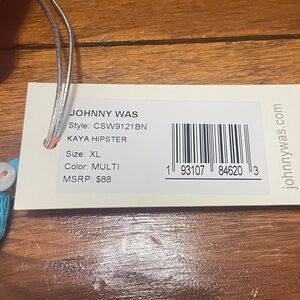 JOHNNY WAS
Style: CSW9121BN
KAYA HIPSTER
Size: XL
Color: MULTI
MSRP: $88
1 93107 84620 3
johnnywas.com